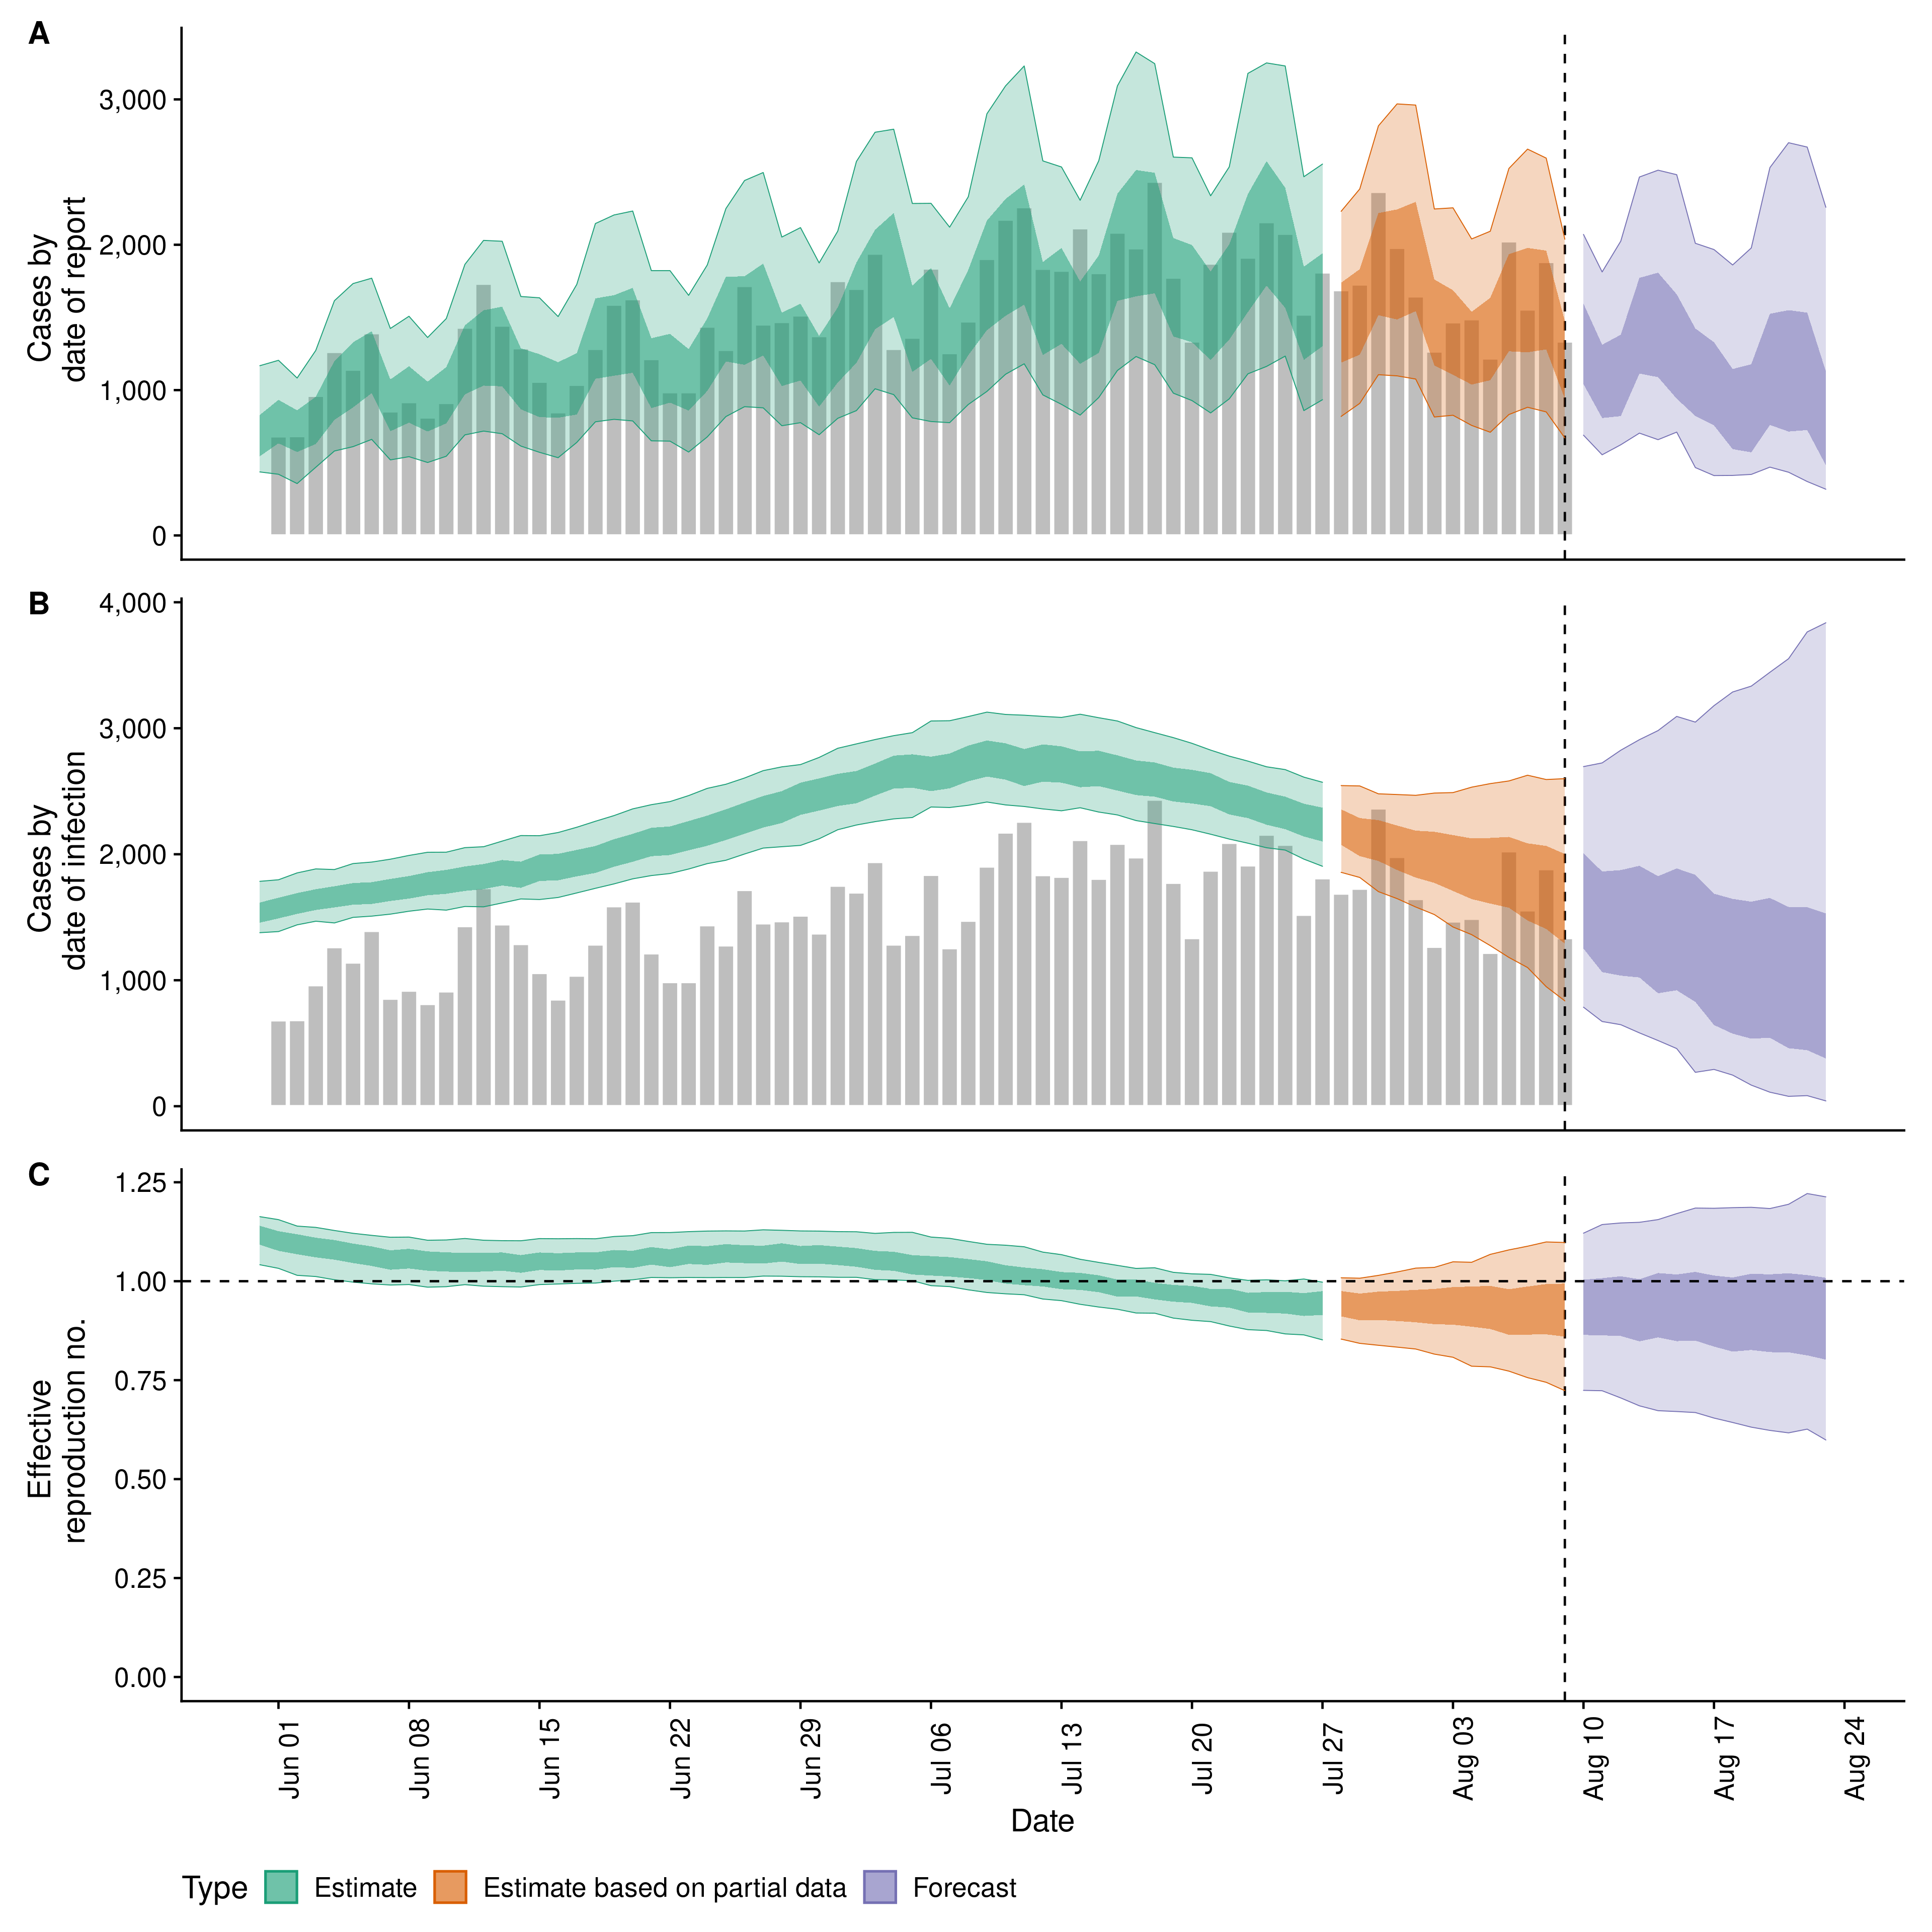 A
Cases by
date of report
3,000
2,000
1,000
0
B
Cases by
date of infection
4,000
3,000
2,000
1,000
0
C
Effective
reproduction no.
1.25
1.00
0.75
0.50
0.25
0.00
Jun 01
Jun 08
Jun 15
Jun 22
Jun 29
Jul 06
Jul 13
Jul 20
Jul 27
Aug 03
Aug 10
Aug 17
Aug 24
Date
Type Estimate Estimate based on partial data Forecast